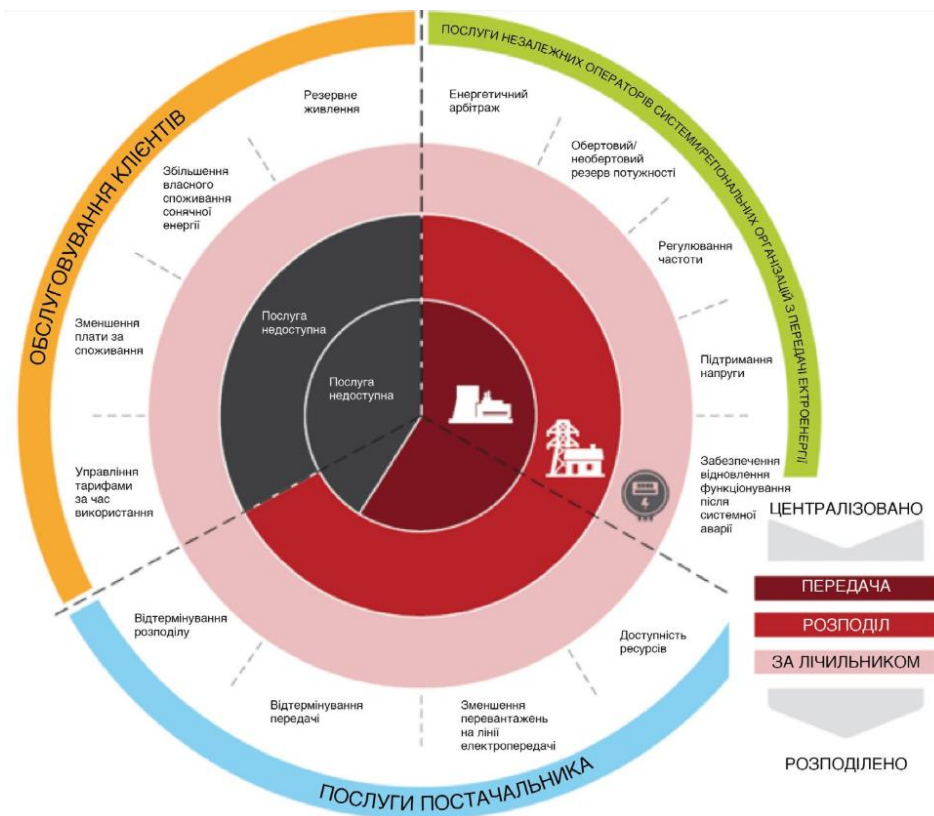 ПОСЛУГИ НЕЗАЛЕЖНИХ ОПЕРАТОРІВ СИСТЕМИ/РЕГІОНАЛЬНИХ ОРГАНІЗАЦІЙ З ПЕРЕДАЧІ ЕКТРОЕНЕРГІЇ
ОБСЛУГОВУВАННЯ КЛІЄНТІВ
Резервне
живлення
Енергетичний
арбітраж
Обертовий/
необертовий
резерв потужності
Збільшення
власного
споживання
сонячної
енергії
Регулювання
частоти
Зменшення
плати за
споживання
Послуга
недоступна
Послуга
недоступна
Підтримання
напруги
Управління
тарифами
за час
використання
Забезпечення
відновлення
функціонування
після
системної
аварії
Відтермінування
розподілу
Доступність
ресурсів
Відтермінування
передачі
Зменшення
перевантажень
на лінії
електропередачі
ПОСЛУГИ ПОСТАЧАЛЬНИКА
ЦЕНТРАЛІЗОВАНО
ПЕРЕДАЧА
РОЗПОДІЛ
ЗА ЛІЧИЛЬНИКОМ
РОЗПОДІЛЕНО